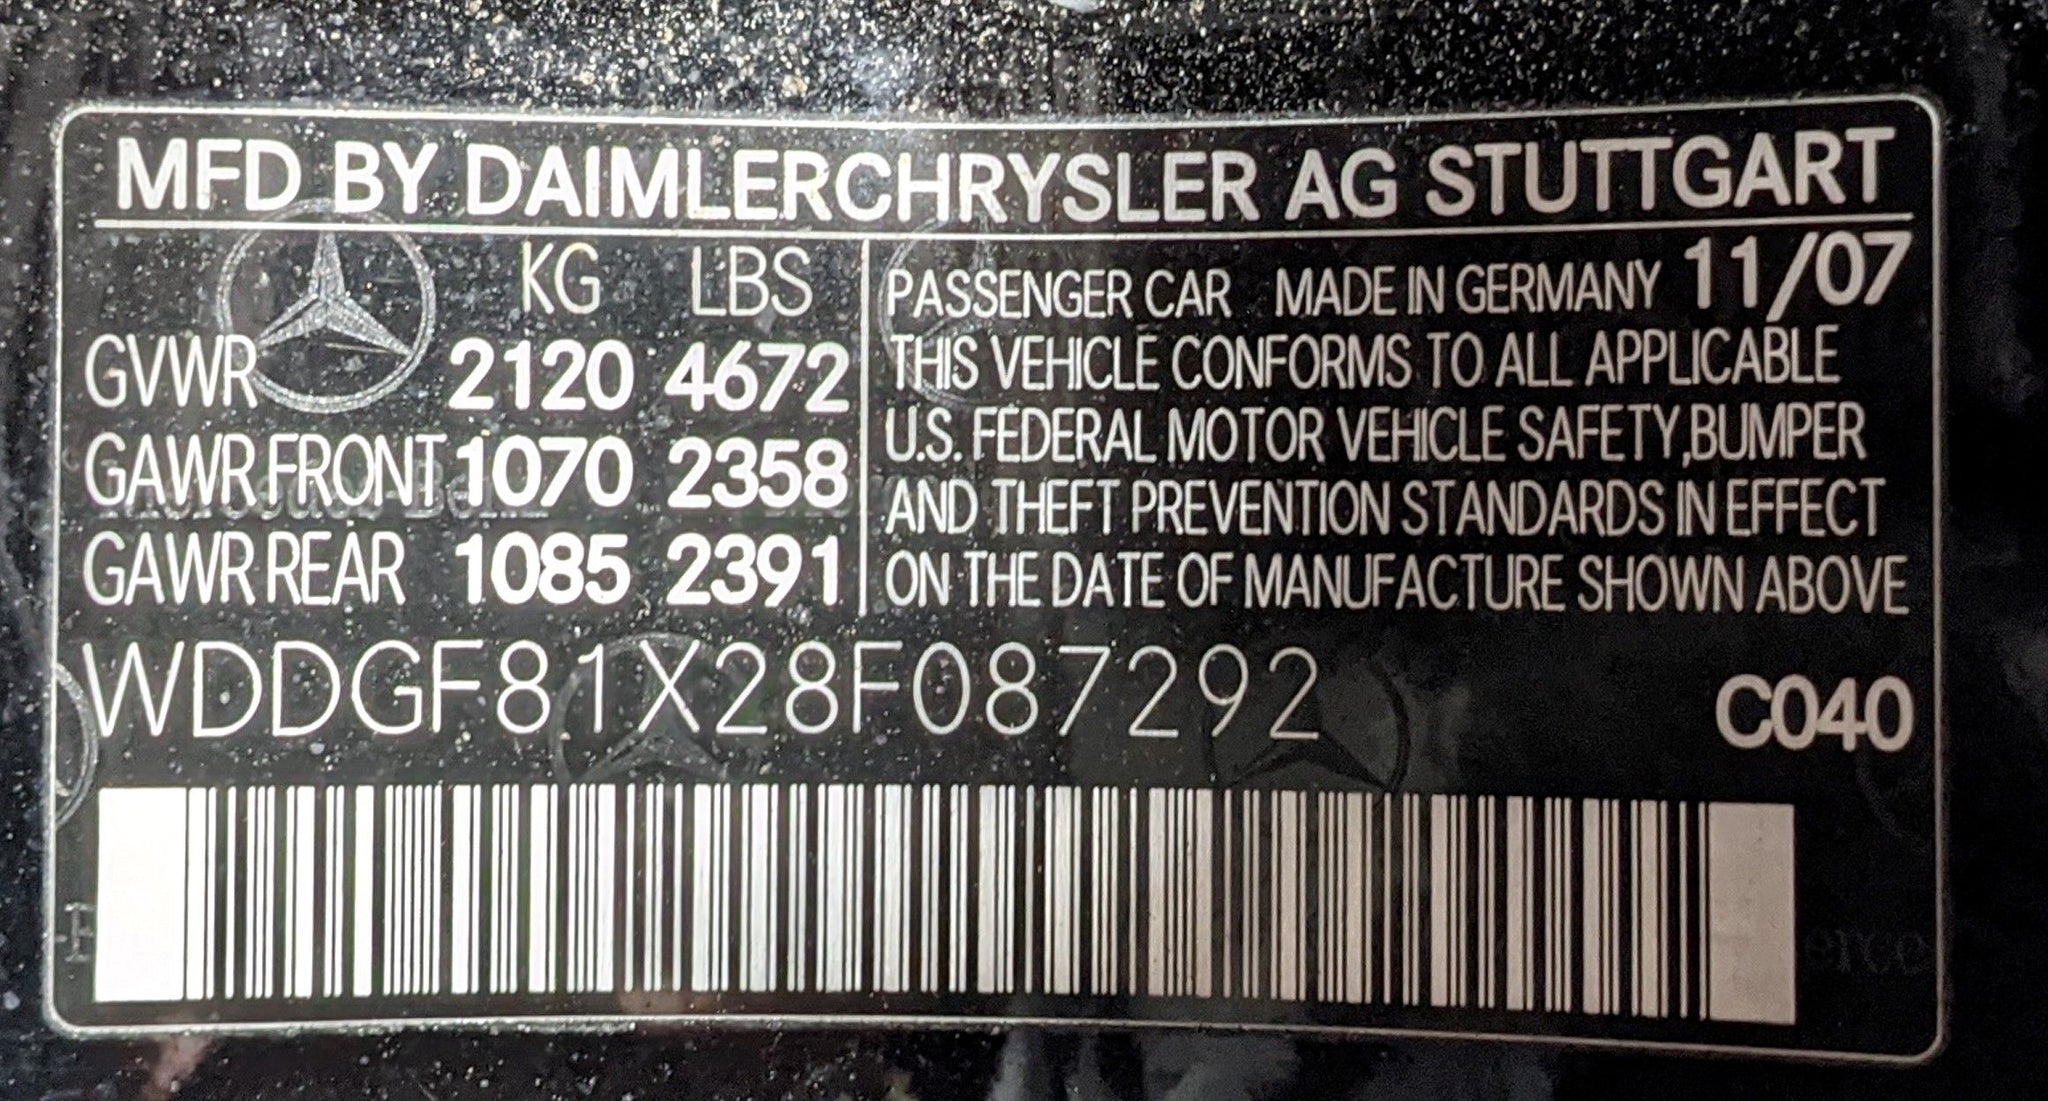 MFD BY DAIMLERCHRYSLER AG STUTTGART
KG LBS
GVWR 2120 4672
GAWR FRONT 1070 2358
GAWR REAR 1085 2391
PASSENGER CAR MADE IN GERMANY 11/07
THIS VEHICLE CONFORMS TO ALL APPLICABLE
U.S. FEDERAL MOTOR VEHICLE SAFETY,BUMPER
AND THEFT PREVENTION STANDARDS IN EFFECT
ON THE DATE OF MANUFACTURE SHOWN ABOVE
WDDGF81X28F087292
C040